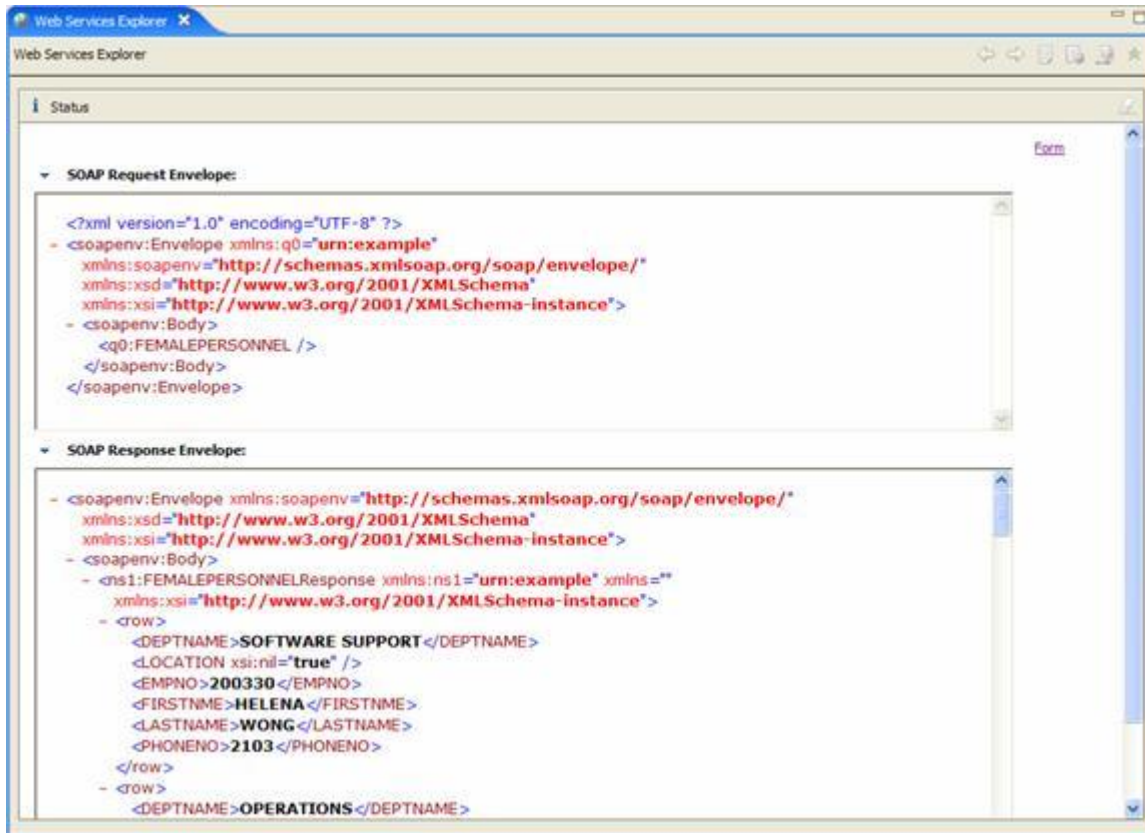 Web Services Explorer
Web Services Explorer
i Status
Form
SOAP Request Envelope:
<?xml version="1.0" encoding="UTF-8" ?>
- <soapenv:Envelope xmlns:q0="urn:example"
xmlns:soapenv="http://schemas.xmlsoap.org/soap/envelope/"
xmlns:xsd="http://www.w3.org/2001/XMLSchema"
xmlns:xsi="http://www.w3.org/2001/XMLSchema-instance">
- <soapenv:Body>
<q0:FEMALEPERSONNEL />
</soapenv:Body>
</soapenv:Envelope>
SOAP Response Envelope:
- <soapenv:Envelope xmlns:soapenv="http://schemas.xmlsoap.org/soap/envelope/"
xmlns:xsd="http://www.w3.org/2001/XMLSchema"
xmlns:xsi="http://www.w3.org/2001/XMLSchema-instance">
- <soapenv:Body>
- <ns1:FEMALEPERSONNELResponse xmlns:ns1="urn:example" xmlns=""
xmlns:xsi="http://www.w3.org/2001/XMLSchema-instance">
- <row>
<DEPTNAME>SOFTWARE SUPPORT</DEPTNAME>
<LOCATION xsi:nil="true" />
<EMPNO>200330</EMPNO>
<FIRSTNME>HELENA</FIRSTNME>
<LASTNAME>WONG</LASTNAME>
<PHONENO>2103</PHONENO>
</row>
- <row>
<DEPTNAME>OPERATIONS</DEPTNAME>